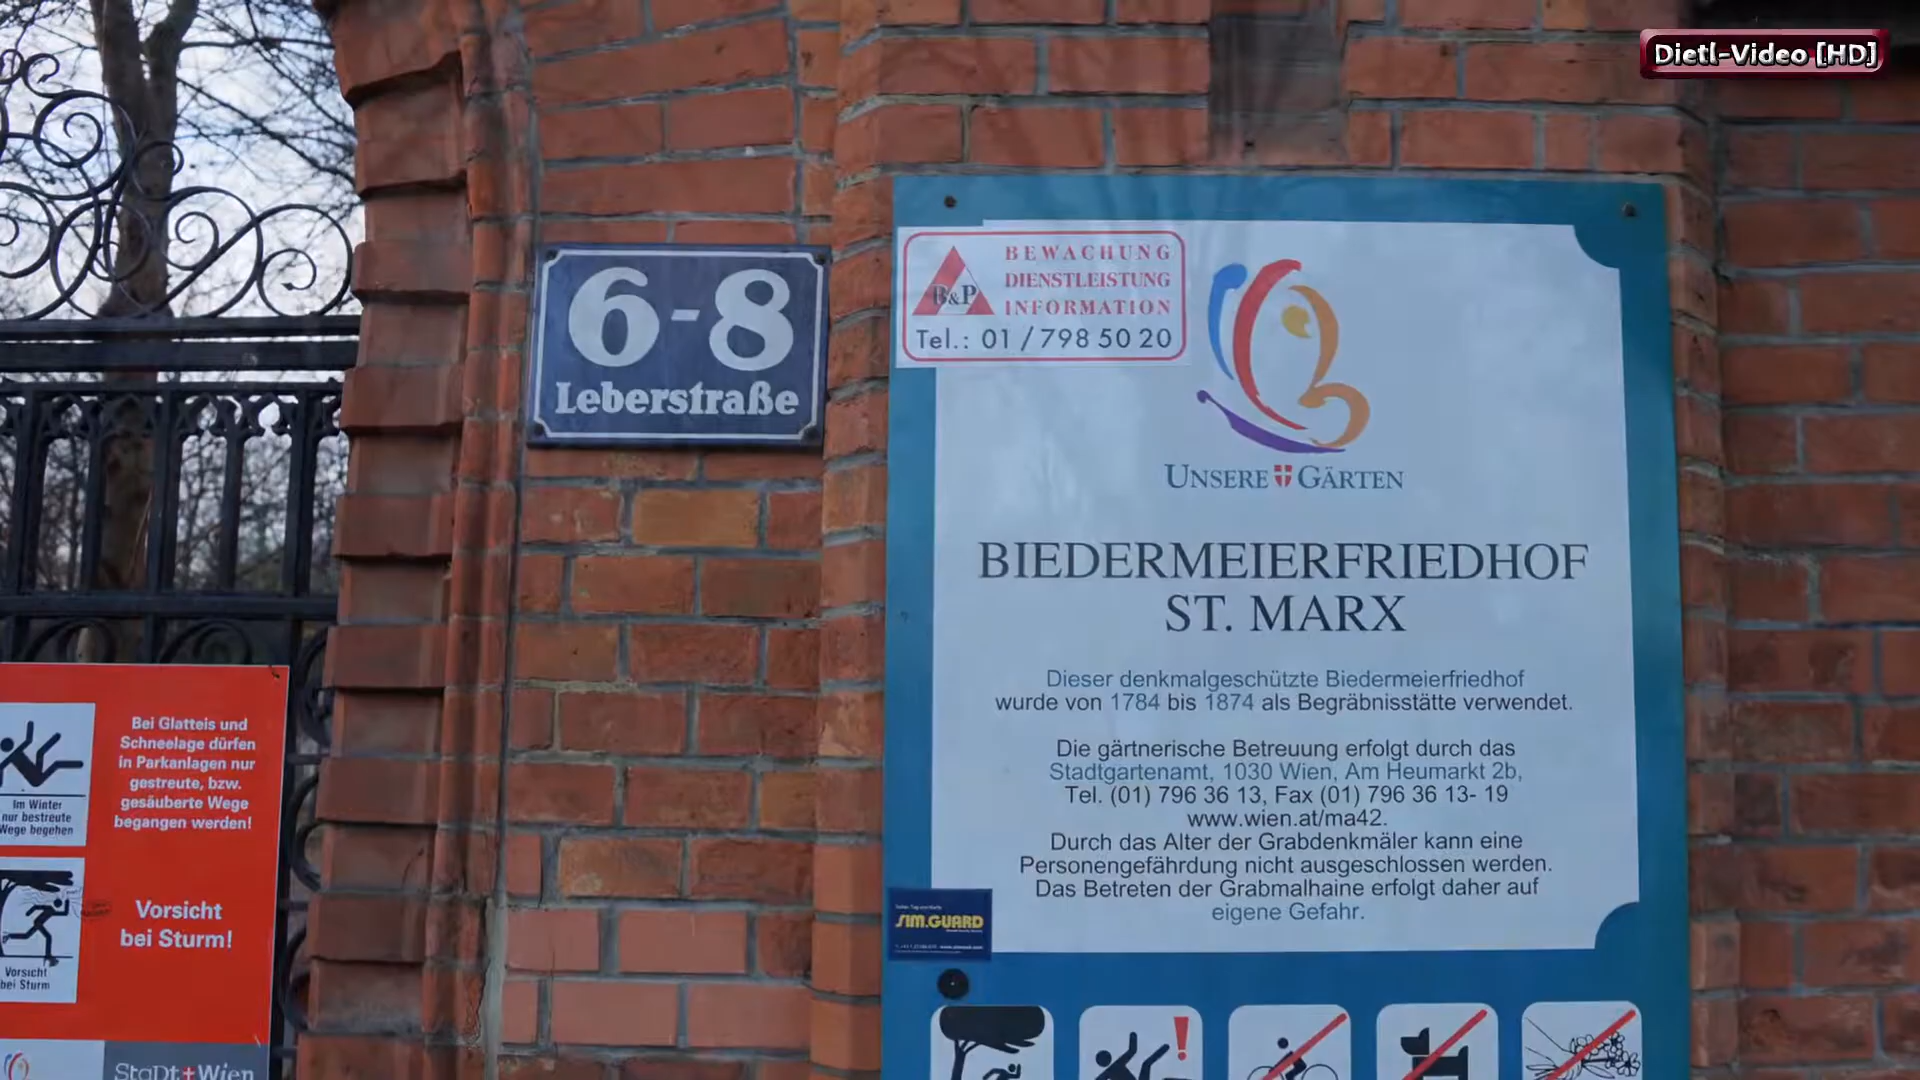 Dietl-Video [HD]
6-8
Leberstraße
B&P
BEWACHUNG
DIENSTLEISTUNG
INFORMATION
Tel.: 01 / 798 50 20
UNSERE GÄRTEN
BIEDERMEIERFRIEDHOF
ST. MARX
Dieser denkmalgeschützte Biedermeierfriedhof
wurde von 1784 bis 1874 als Begräbnisstätte verwendet.
Die gärtnerische Betreuung erfolgt durch das
Stadtgartenamt, 1030 Wien, Am Heumarkt 2b,
Tel. (01) 796 36 13, Fax (01) 796 36 13- 19
www.wien.at/ma42.
Durch das Alter der Grabdenkmäler kann eine
Personengefährdung nicht ausgeschlossen werden.
Das Betreten der Grabmalhaine erfolgt daher auf
eigene Gefahr.
SIM.GUARD
Bei Glatteis und
Schneelage dürfen
in Parkanlagen nur
gestreute, bzw.
gesäuberte Wege
begangen werden!
Im Winter
nur bestreute
Wege begehen
Vorsicht
bei Sturm!
Vorsicht
bei Sturm
StaDt+Wien